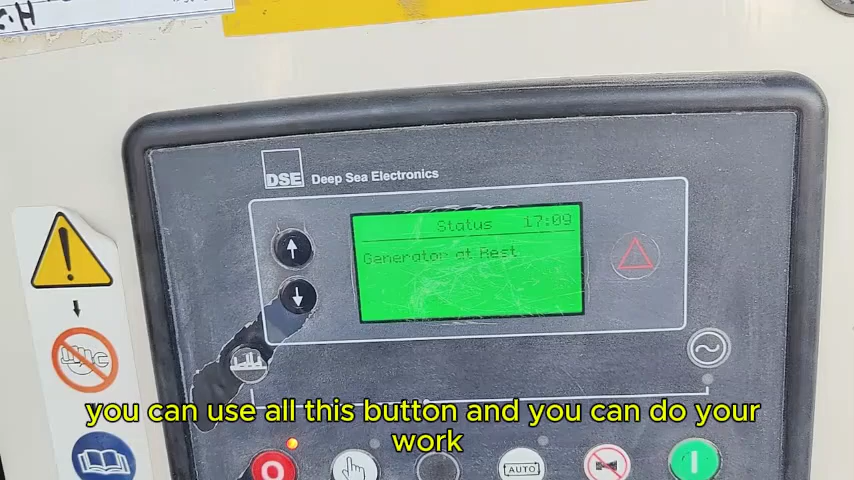 DSE Deep Sea Electronics
Status 17:09
Generator at Rest
AUTO
you can use all this button and you can do your
work